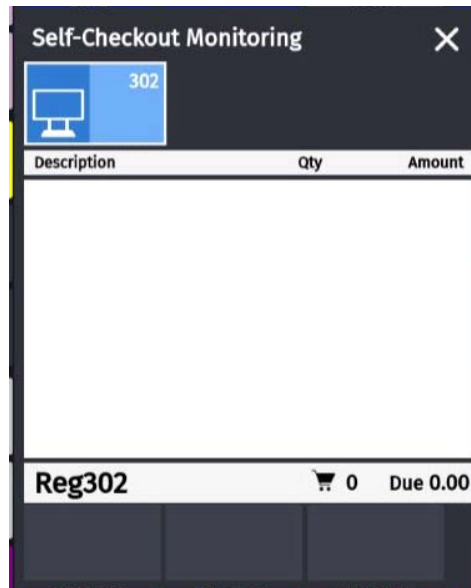 Self-Checkout Monitoring
302
Description Qty Amount
Reg302 0 Due 0.00